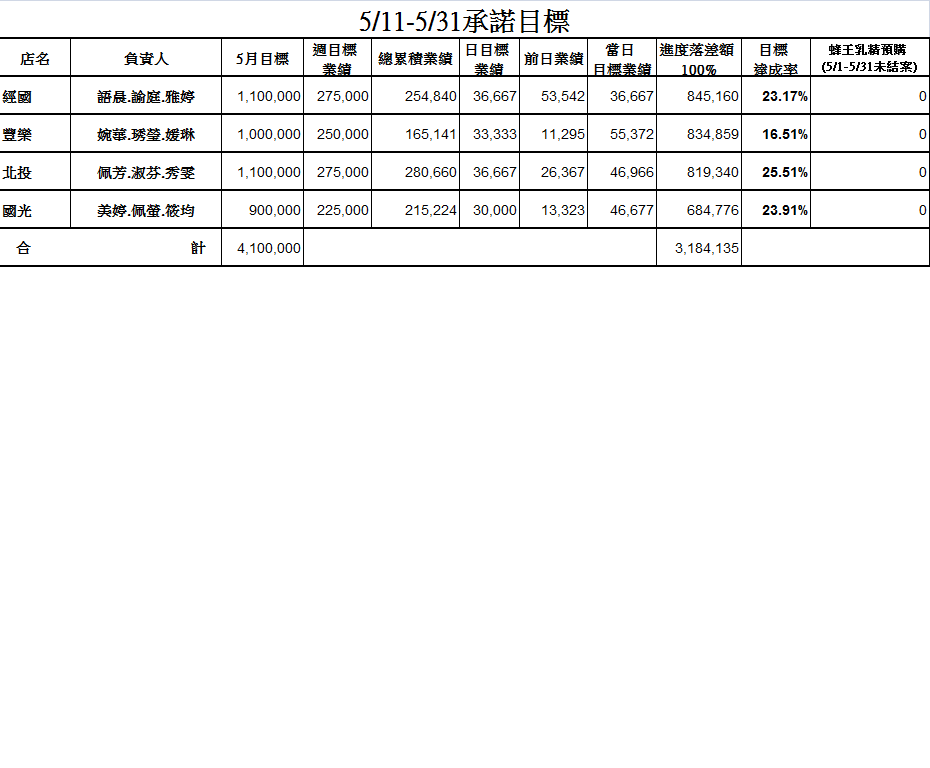 5/11-5/31承諾目標
店名 負責人 5月目標 週目標業績 總累積業績 日目標業績 前日業績 當日目標業績 進度落差額100% 目標達成率 蜂王乳精預購(5/1-5/31未結案)
經國 語晨.諭庭.雅婷 1,100,000 275,000 254,840 36,667 53,542 36,667 845,160 23.17% 0
豐樂 婉華.琇瑩.媛琳 1,000,000 250,000 165,141 33,333 11,295 55,372 834,859 16.51% 0
北投 佩芳.淑芬.秀雯 1,100,000 275,000 280,660 36,667 26,367 46,966 819,340 25.51% 0
國光 美婷.佩螢.筱均 900,000 225,000 215,224 30,000 13,323 46,677 684,776 23.91% 0
合 計 4,100,000 3,184,135